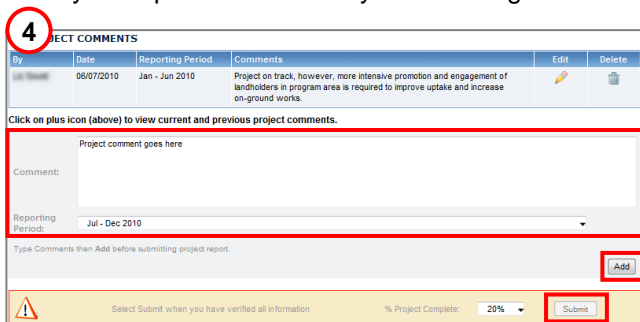 4
JECT COMMENTS
By Date Reporting Period Comments Edit Delete
06/07/2010 Jan - Jun 2010 Project on track, however, more intensive promotion and engagement of
landholders in program area is required to improve uptake and increase
on-ground works.
Click on plus icon (above) to view current and previous project comments.
Comment: Project comment goes here
Reporting Period: Jul - Dec 2010
Type Comments then Add before submitting project report.
Add
Select Submit when you have verified all information % Project Complete: 20% Submit